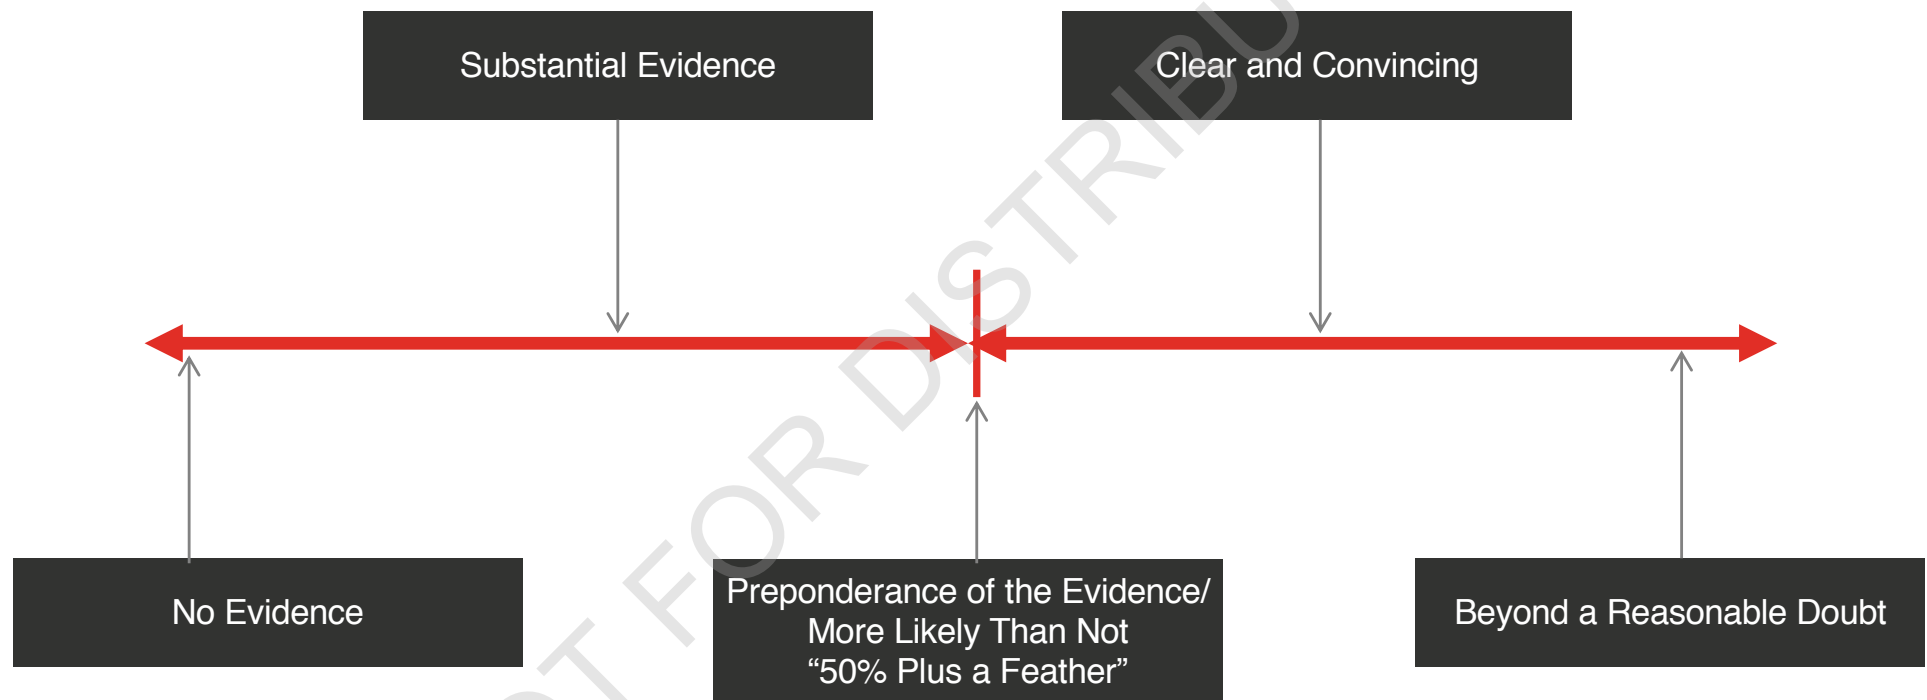 Substantial Evidence
Clear and Convincing
No Evidence
Preponderance of the Evidence/
More Likely Than Not
“50% Plus a Feather”
Beyond a Reasonable Doubt
FOR